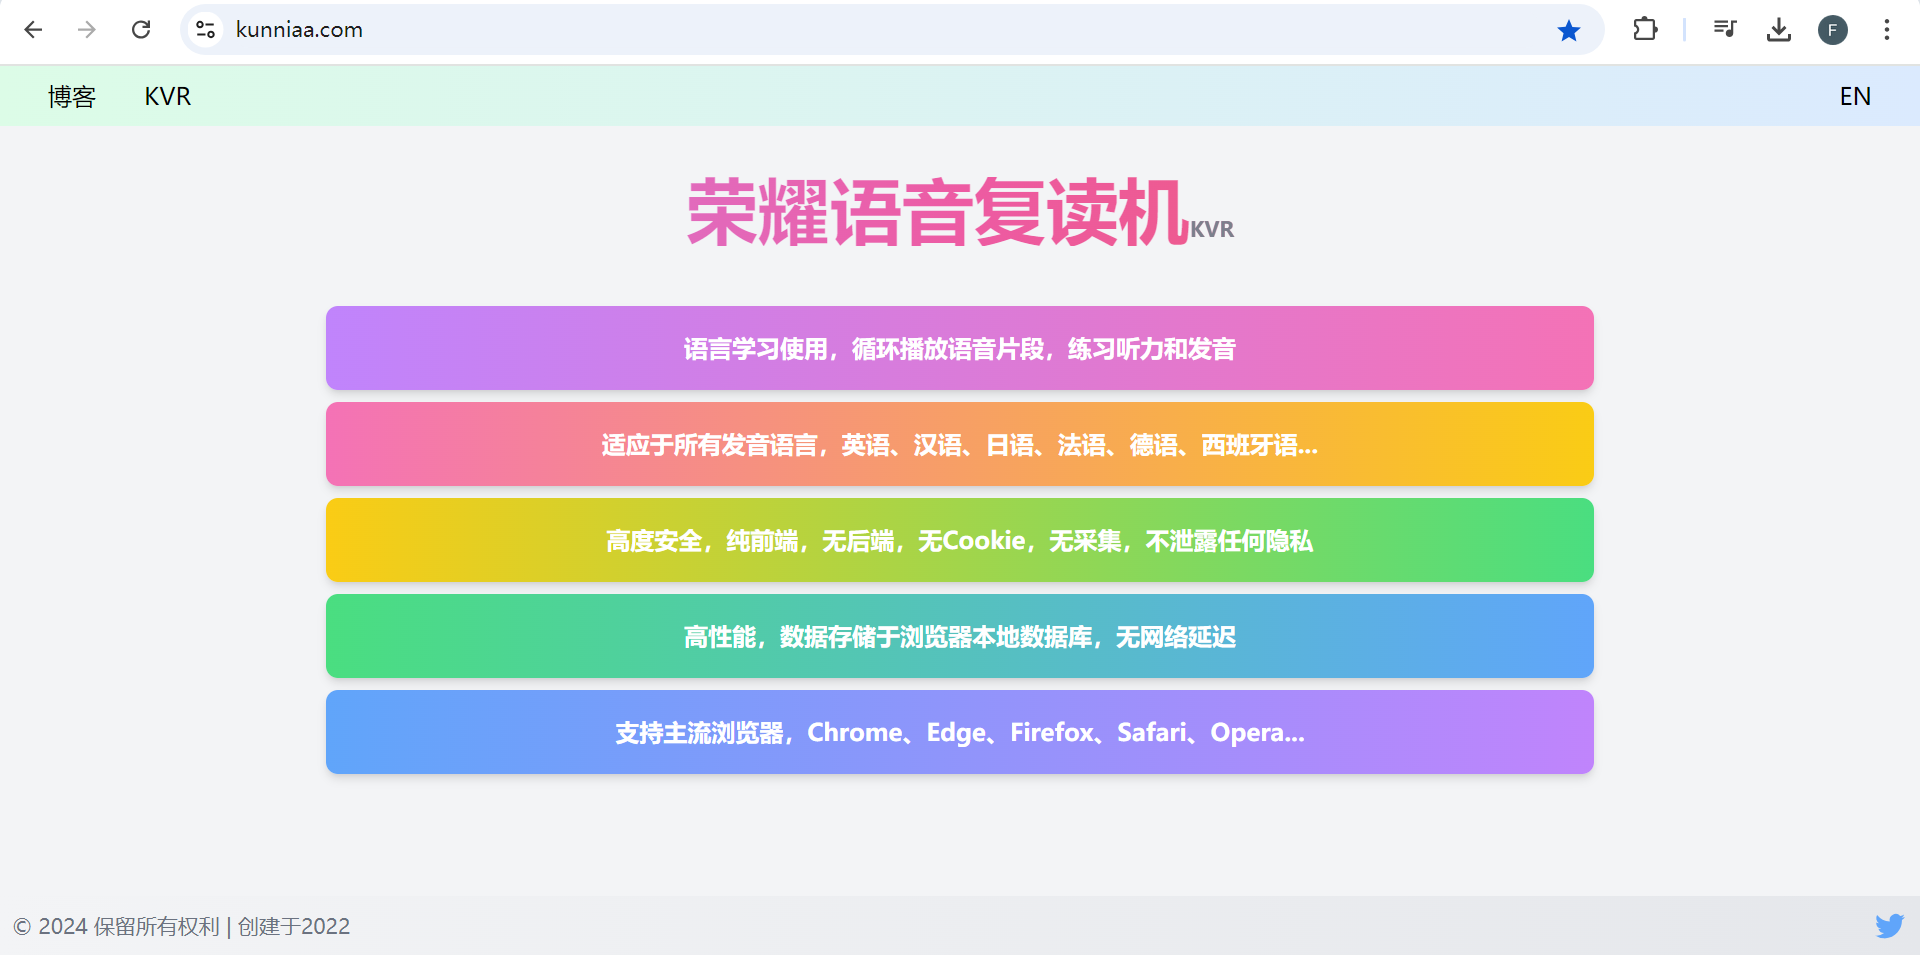 kunniaa.com
F
博客 KVR EN
荣耀语音复读机KVR
语言学习使用，循环播放语音片段，练习听力和发音
适应于所有发音语言，英语、汉语、日语、法语、德语、西班牙语...
高度安全，纯前端，无后端，无Cookie，无采集，不泄露任何隐私
高性能，数据存储于浏览器本地数据库，无网络延迟
支持主流浏览器，Chrome、Edge、Firefox、Safari、Opera...
© 2024 保留所有权利 | 创建于2022